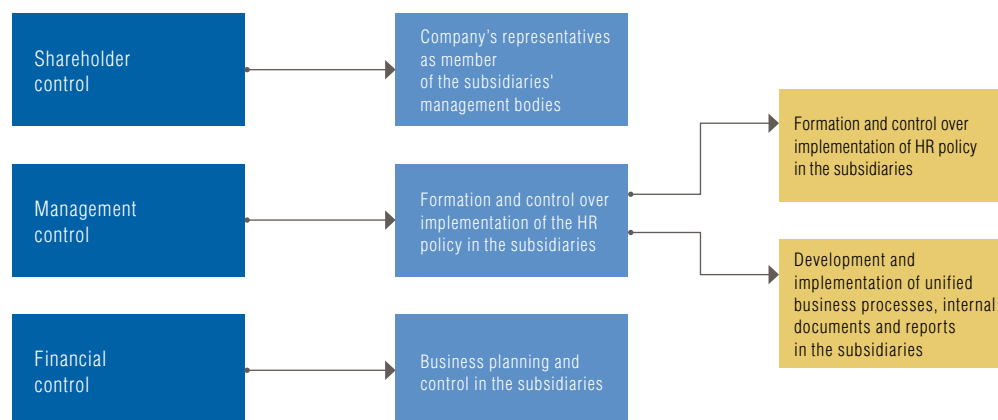 Shareholder
control
Company's representatives
as member
of the subsidiaries'
management bodies
Management
control
Formation and control over
implementation of the HR
policy in the subsidiaries
Formation and control over
implementation of HR policy
in the subsidiaries
Development and
implementation of unified
business processes, internal
documents and reports
in the subsidiaries
Financial
control
Business planning and
control in the subsidiaries